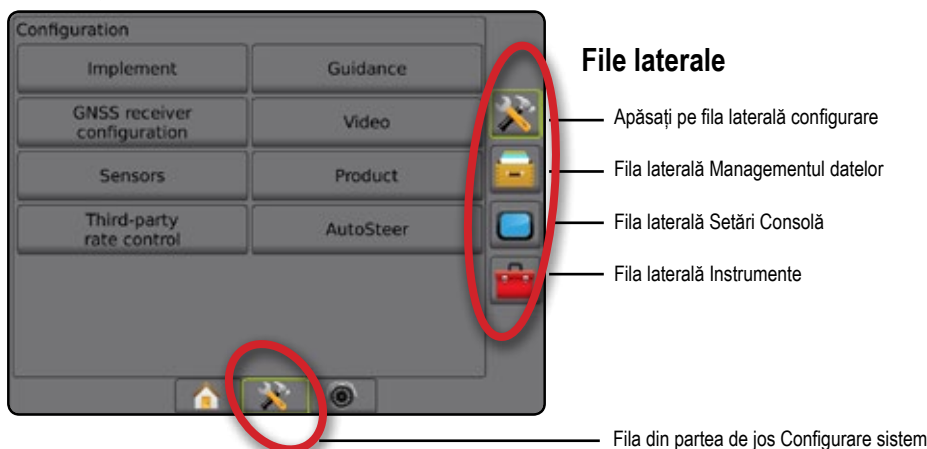 Configuration
Implement
Guidance
GNSS receiver
configuration
Video
Sensors
Product
Third-party
rate control
AutoSteer
File laterale
Apăsați pe fila laterală configurare
Fila laterală Managementul datelor
Fila laterală Setări Consolă
Fila laterală Instrumente
Fila din partea de jos Configurare sistem